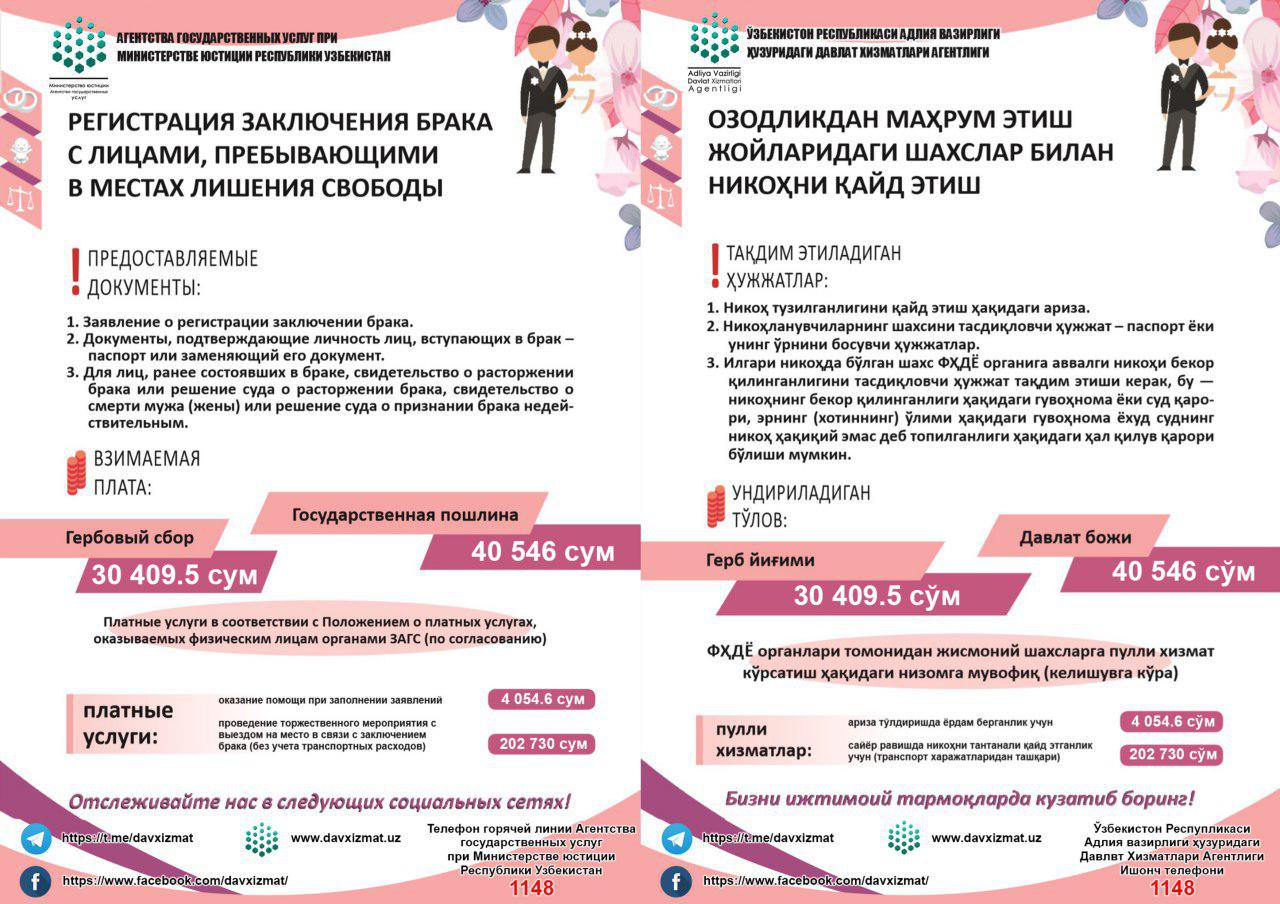 АГЕНТСТВА ГОСУДАРСТВЕННЫХ УСЛУГ ПРИ
МИНИСТЕРСТВЕ ЮСТИЦИИ РЕСПУБЛИКИ УЗБЕКИСТАН
Министерства юстиции
Агентство государственных
услуг
РЕГИСТРАЦИЯ ЗАКЛЮЧЕНИЯ БРАКА
С ЛИЦАМИ, ПРЕБЫВАЮЩИМИ
В МЕСТАХ ЛИШЕНИЯ СВОБОДЫ
! ПРЕДОСТАВЛЯЕМЫЕ
ДОКУМЕНТЫ:
1. Заявление о регистрации заключении брака.
2. Документы, подтверждающие личность лиц, вступающих в брак –
паспорт или заменяющий его документ.
3. Для лиц, ранее состоявших в браке, свидетельство о расторжении
брака или решение суда о расторжении брака, свидетельство о
смерти мужа (жены) или решение суда о признании брака недей-
ствительным.
ВЗИМАЕМАЯ
ПЛАТА:
Государственная пошлина
Гербовый сбор
40 546 сум
30 409.5 сум
Платные услуги в соответствии с Положением о платных услугах,
оказываемых физическим лицам органами ЗАГС (по согласованию)
платные
услуги:
оказание помощи при заполнении заявлений
4 054.6 сум
проведение торжественного мероприятия с
выездом на место в связи с заключением
брака (без учета транспортных расходов)
202 730 сум
Отслеживайте нас в следующих социальных сетях!
https://t.me/davxizmat
www.davxizmat.uz
https://www.facebook.com/davxizmat/
Телефон горячей линии Агентства
государственных услуг
при Министерстве юстиции
Республики Узбекистан
1148
ЎЗБЕКИСТОН РЕСПУБЛИКАСИ АДЛИЯ ВАЗИРЛИГИ
ҲУЗУРИДАГИ ДАВЛАТ ХИЗМАТЛАРИ АГЕНТЛИГИ
Adliya Vazirligi
Davlat Xizmatlari
Agentligi
ОЗОДЛИКДАН МАҲРУМ ЭТИШ
ЖОЙЛАРИДАГИ ШАХСЛАР БИЛАН
НИКОҲНИ ҚАЙД ЭТИШ
! ТАҚДИМ ЭТИЛАДИГАН
ҲУЖЖАТЛАР:
1. Никоҳ тузилганлигини қайд этиш ҳақидаги ариза.
2. Никоҳланувчиларнинг шахсини тасдиқловчи ҳужжат – паспорт ёки
унинг ўрнини босувчи ҳужжатлар.
3. Илгари никоҳда бўлган шахс ФҲДЁ органига аввалги никоҳи бекор
қилинганлигини тасдиқловчи ҳужжат тақдим этиши керак, бу —
никоҳнинг бекор қилинганлиги ҳақидаги гувоҳнома ёки суд қаро-
ри, эрнинг (хотиннинг) ўлими ҳақидаги гувоҳнома ёхуд суднинг
никоҳ ҳақиқий эмас деб топилганлиги ҳақидаги ҳал қилув қарори
бўлиши мумкин.
УНДИРИЛАДИГАН
ТЎЛОВ:
Давлат божи
Герб йиғими
40 546 сўм
30 409.5 сўм
ФҲДЁ органлари томонидан жисмоний шахсларга пулли хизмат
кўрсатиш ҳақидаги низомга мувофиқ (келишувга кўра)
пулли
хизматлар:
ариза тўлдиришда ёрдам берганлик учун
4 054.6 сўм
сайёр равишда никоҳни тантанали қайд этганлик
учун (транспорт харажатларидан ташқари)
202 730 сўм
Бизни ижтимоий тармоқларда кузатиб боринг!
https://t.me/davxizmat
www.davxizmat.uz
https://www.facebook.com/davxizmat/
Ўзбекистон Респупликаси
Адлия вазирлиги ҳузуридаги
Давлвт Хизматлари Агентлиги
Ишонч телефони
1148